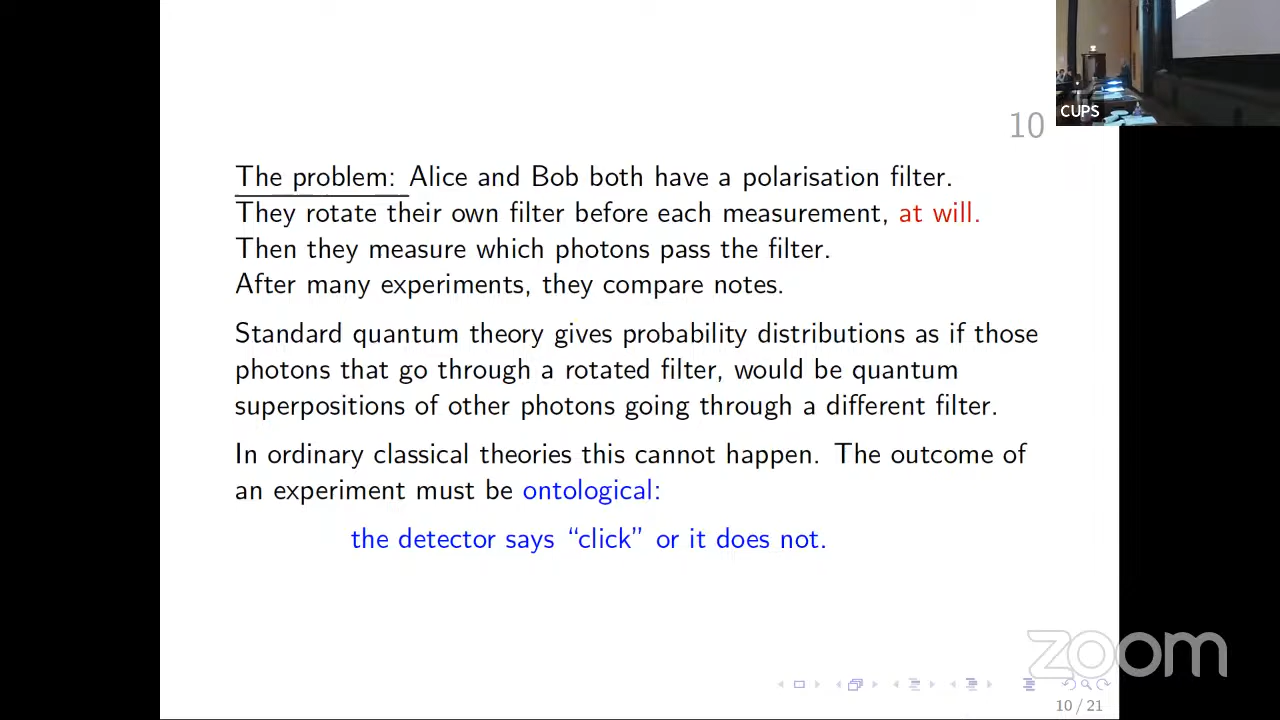 CUPS
10
The problem: Alice and Bob both have a polarisation filter.
They rotate their own filter before each measurement, at will.
Then they measure which photons pass the filter.
After many experiments, they compare notes.
Standard quantum theory gives probability distributions as if those
photons that go through a rotated filter, would be quantum
superpositions of other photons going through a different filter.
In ordinary classical theories this cannot happen. The outcome of
an experiment must be ontological:
the detector says “click” or it does not.
zoom
10 / 21